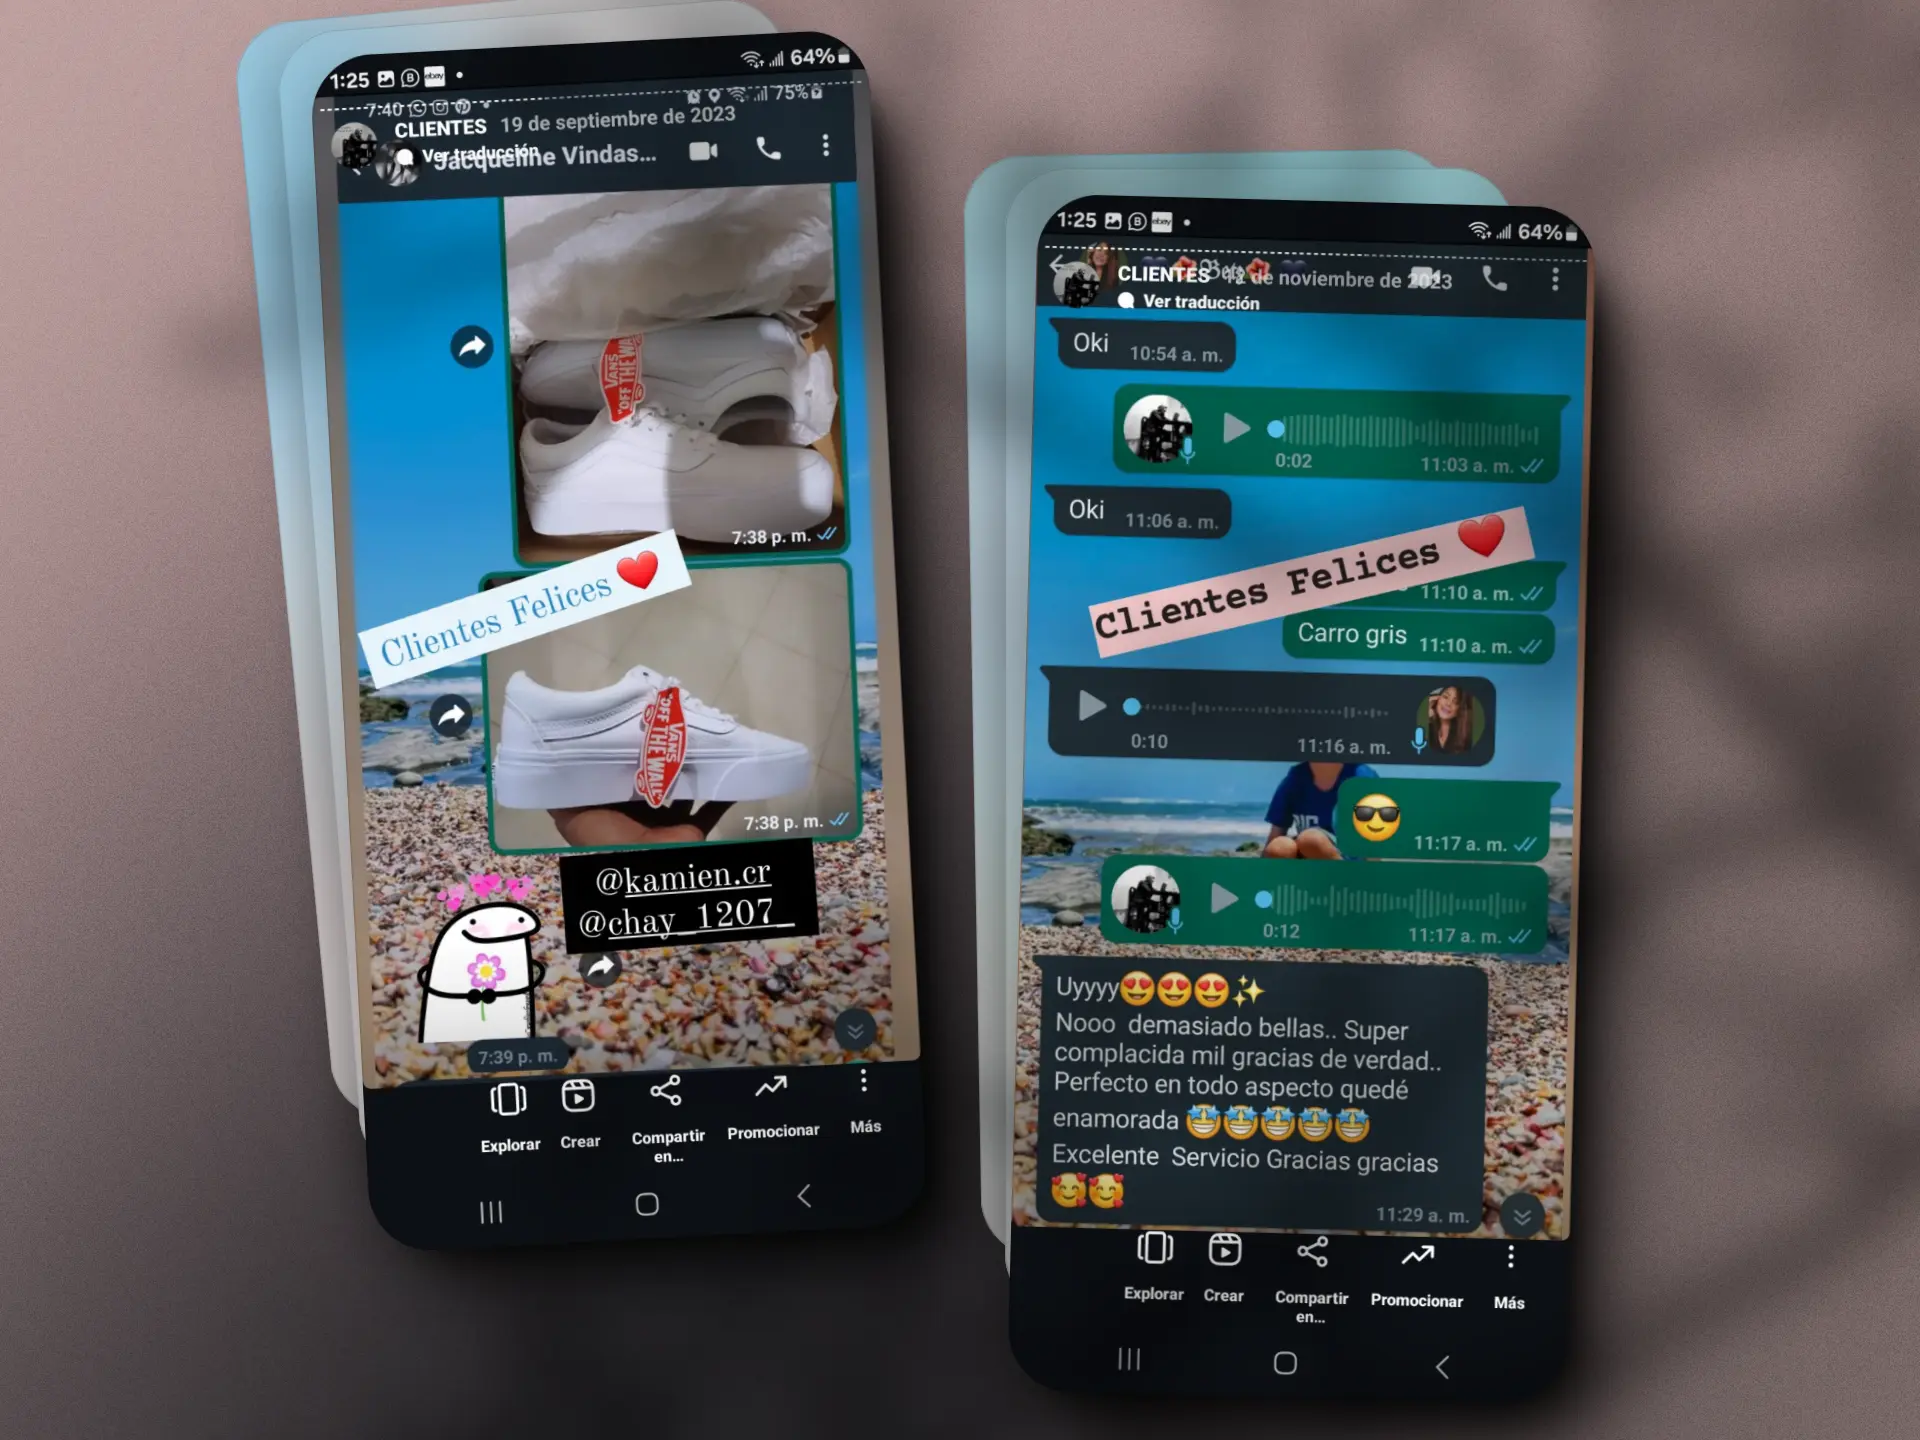 1:25 ebay 64%
7:40 75%
CLIENTES 19 de septiembre de 2023
Ver traducción
Jacqueline Vindas...
VANS
"OFF THE WA
7:38 p. m.
Clientes Felices ❤️
VANS
"OFF THE WALL"
7:38 p. m.
@kamien.cr
@chay_1207_
7:39 p. m.
Explorar Crear Compartir en... Promocionar Más
1:25 ebay 64%
CLIENTES 12 de noviembre de 2023
Ver traducción
Oki 10:54 a. m.
0:02 11:03 a. m.
Oki 11:06 a. m.
Clientes Felices ❤️
11:10 a. m.
Carro gris 11:10 a. m.
0:10 11:16 a. m.
😎 11:17 a. m.
0:12 11:17 a. m.
Uyyyy😍😍😍✨
Nooo demasiado bellas.. Super
complacida mil gracias de verdad..
Perfecto en todo aspecto quedé
enamorada 🤩🤩🤩🤩🤩
Excelente Servicio Gracias gracias
🥰🥰
11:29 a. m.
Explorar Crear Compartir en... Promocionar Más